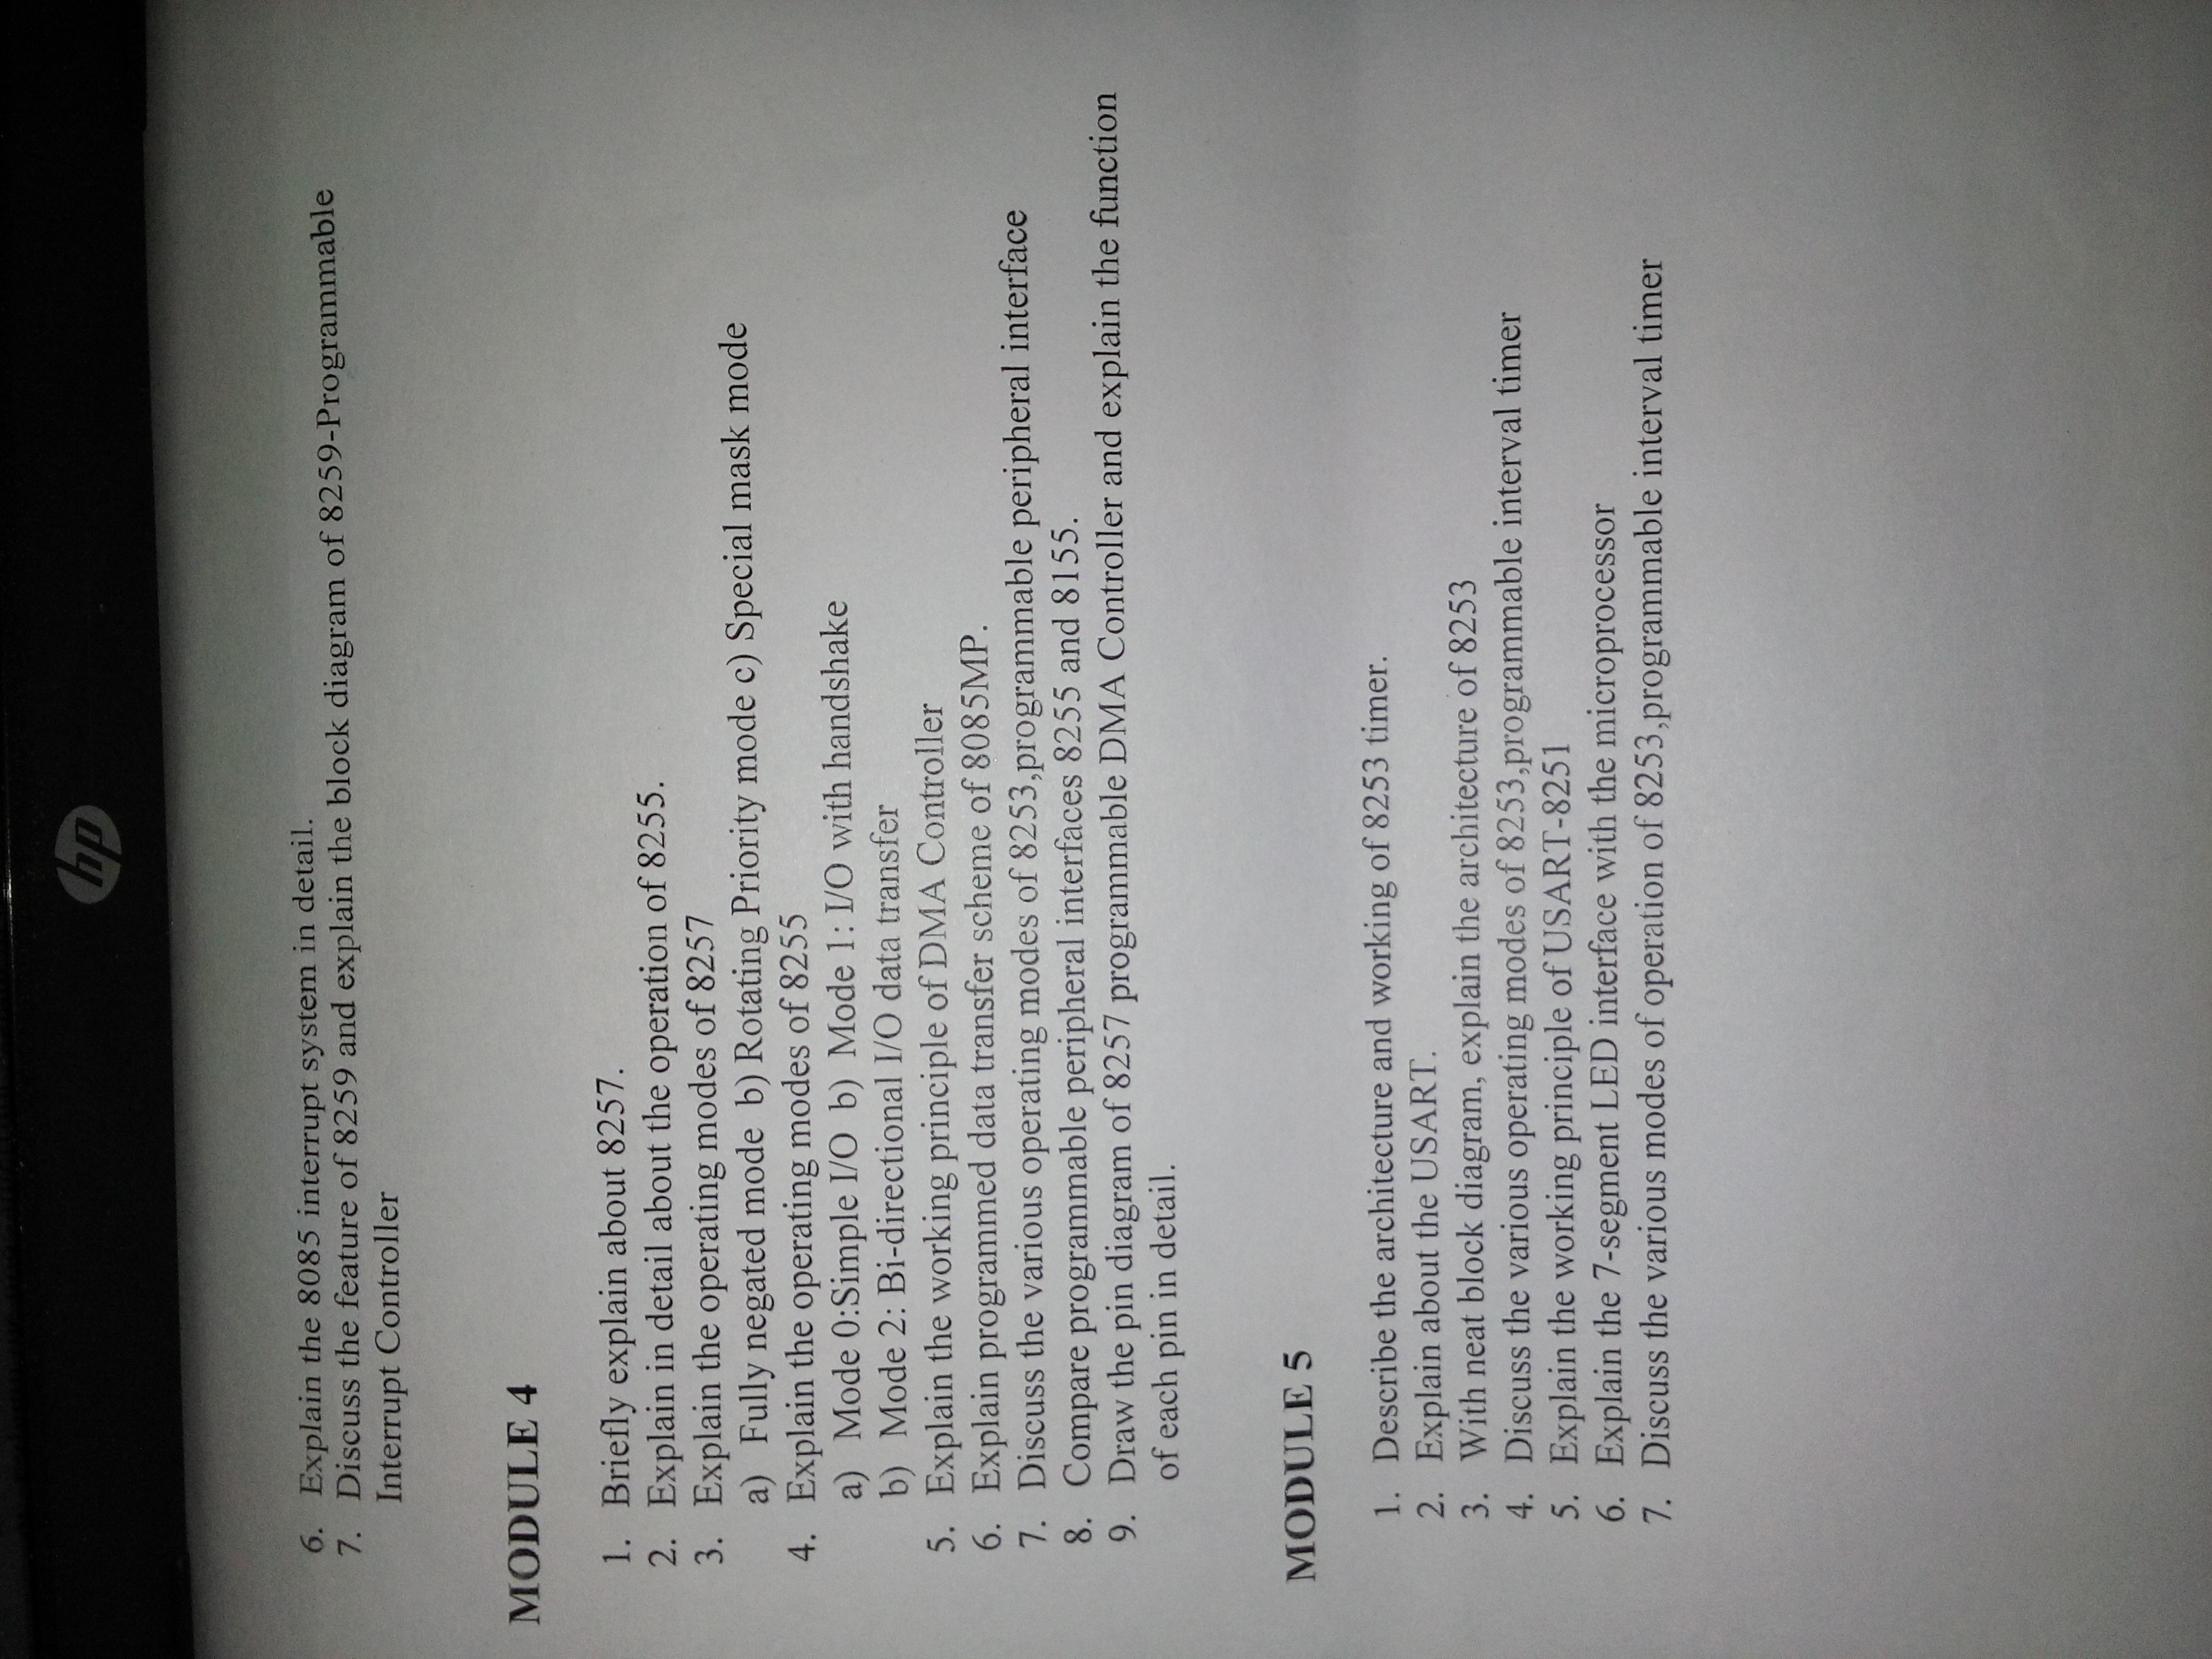 hp
6. Explain the 8085 interrupt system in detail.
7. Discuss the feature of 8259 and explain the block diagram of 8259-Programmable
Interrupt Controller
MODULE 4
1. Briefly explain about 8257.
2. Explain in detail about the operation of 8255.
3. Explain the operating modes of 8257
a) Fully negated mode b) Rotating Priority mode c) Special mask mode
4. Explain the operating modes of 8255
a) Mode 0:Simple I/O b) Mode 1: I/O with handshake
b) Mode 2: Bi-directional I/O data transfer
5. Explain the working principle of DMA Controller
6. Explain programmed data transfer scheme of 8085MP.
7. Discuss the various operating modes of 8253,programmable peripheral interface
8. Compare programmable peripheral interfaces 8255 and 8155.
9. Draw the pin diagram of 8257 programmable DMA Controller and explain the function
of each pin in detail.
MODULE 5
1. Describe the architecture and working of 8253 timer.
2. Explain about the USART.
3. With neat block diagram, explain the architecture of 8253
4. Discuss the various operating modes of 8253,programmable interval timer
5. Explain the working principle of USART-8251
6. Explain the 7-segment LED interface with the microprocessor
7. Discuss the various modes of operation of 8253,programmable interval timer